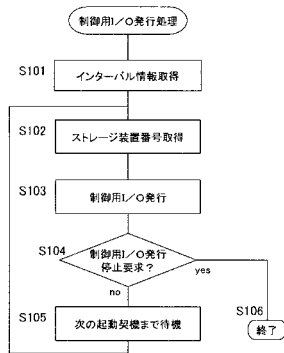 制御用I／O発行処理
S101
インターバル情報取得
S102
ストレージ装置番号取得
S103
制御用I／O発行
S104
制御用I／O発行
停止要求？
yes
no
S105
次の起動契機まで待機
S106
終了